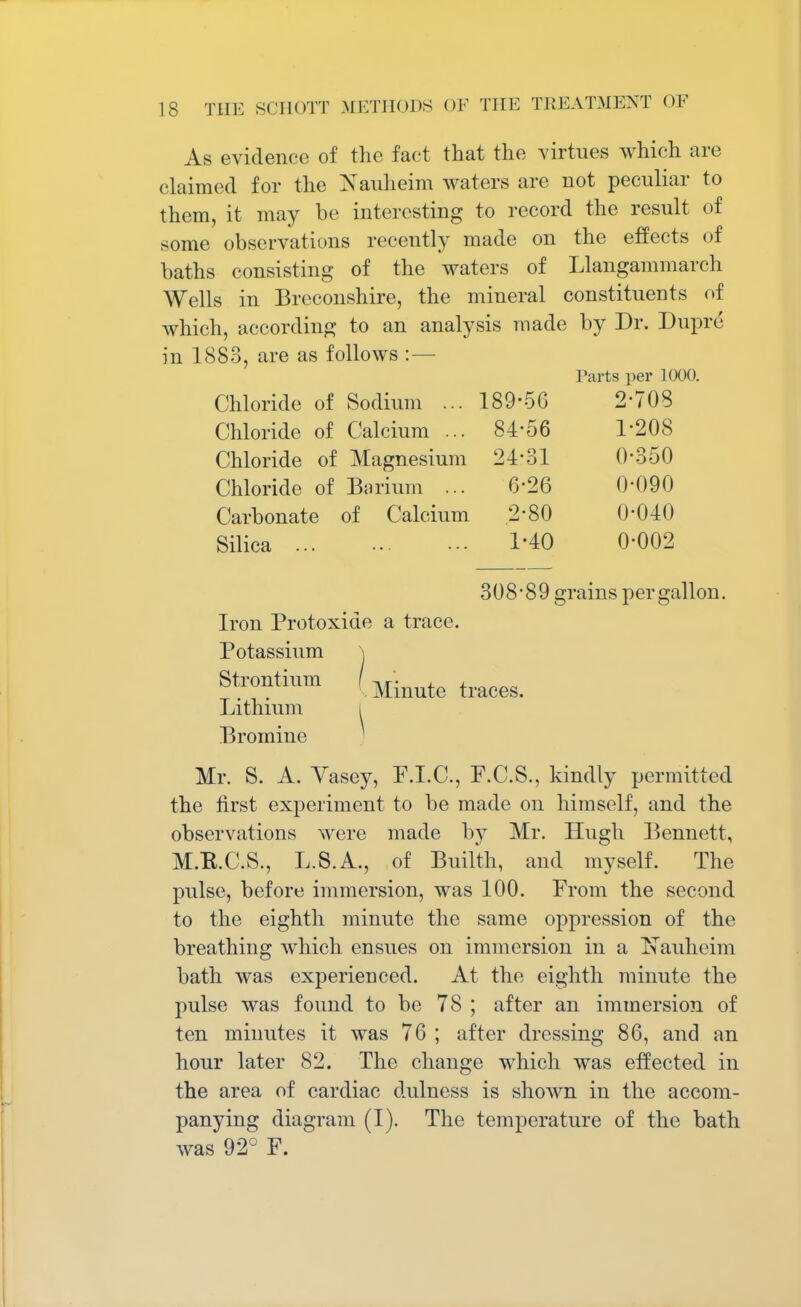 18 THE SCHOTT METHODS OF THE TREATMENT OF
As evidence of the fact that the virtues which are
claimed for the Nauheim waters are not peculiar to
them, it may be interesting to record the result of
some observations recently made on the effects of
baths consisting of the waters of Llangammarch
Wells in Breconshire, the mineral constituents of
which, according to an analysis made by Dr. Dupré
in 1883, are as follows :—
Parts per 1000.
Chloride of Sodium ... 189·56 2·708
Chloride of Calcium ... 84·56 1·208
Chloride of Magnesium 24·31 0·350
Chloride of Barium ... 6·26 0·090
Carbonate of Calcium 2·80 0·040
Silica ... ... ... 1·40 0·002
308·89 grains per gallon.
Iron Protoxide a trace.
Potassium
Strontium
Minute traces.
Lithium
Bromine
Mr. S. A. Vasey, F.I.C., F.C.S., kindly permitted
the first experiment to be made on himself, and the
observations were made by Mr. Hugh Bennett,
M.R.C.S., L.S.A., of Builth, and myself. The
pulse, before immersion, was 100. From the second
to the eighth minute the same oppression of the
breathing which ensues on immersion in a Nauheim
bath was experienced. At the eighth minute the
pulse was found to be 78 ; after an immersion of
ten minutes it was 76 ; after dressing 86, and an
hour later 82. The change which was effected in
the area of cardiac dulness is shown in the accom-
panying diagram (I). The temperature of the bath
was 92° F.